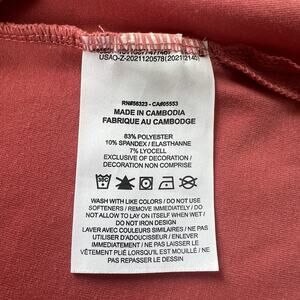 USAO-Z-2021120578(20211214)
RN#56323 - CA#05553
MADE IN CAMBODIA
FABRIQUE AU CAMBODGE
83% POLYESTER
10% SPANDEX / ELASTHANNE
7% LYOCELL
EXCLUSIVE OF DECORATION /
DECORATION NON COMPRISE
WASH WITH LIKE COLORS / DO NOT USE
SOFTENERS / REMOVE IMMEDIATELY / DO
NOT ALLOW TO LAY ON ITSELF WHEN WET /
DO NOT IRON DESIGN
LAVER AVEC COULEURS SIMILAIRES / NE PAS
UTILISER D'ADOUCISSEUR / ENLEVER
IMMÉDIATEMENT / NE PAS LAISSER LE
VÊTEMENT PLIÉ LORSQU'IL EST MOUILLÉ / NE
PAS REPASSER LE DESSIN